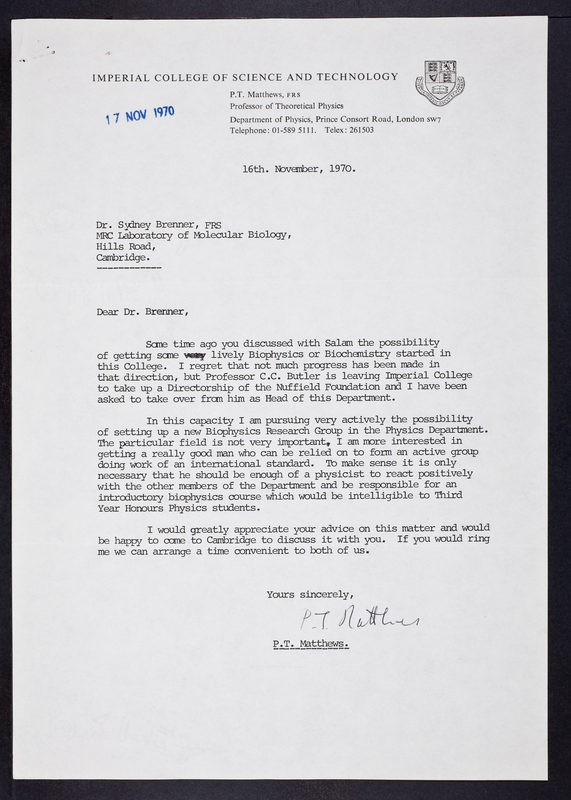 IMPERIAL COLLEGE OF SCIENCE AND TECHNOLOGY
P.T. Matthews, FRS
Professor of Theoretical Physics
Department of Physics, Prince Consort Road, London SW7
Telephone: 01-589 5111. Telex: 261503
17 NOV 1970
16th. November, 1970.
Dr. Sydney Brenner, FRS
MRC Laboratory of Molecular Biology,
Hills Road,
Cambridge.
Dear Dr. Brenner,
Some time ago you discussed with Salam the possibility
of getting some very lively Biophysics or Biochemistry started in
this College. I regret that not much progress has been made in
that direction, but Professor C.C. Butler is leaving Imperial College
to take up a Directorship of the Nuffield Foundation and I have been
asked to take over from him as Head of this Department.
In this capacity I am pursuing very actively the possibility
of setting up a new Biophysics Research Group in the Physics Department.
The particular field is not very important, I am more interested in
getting a really good man who can be relied on to form an active group
doing work of an international standard. To make sense it is only
necessary that he should be enough of a physicist to react positively
with the other members of the Department and be responsible for an
introductory biophysics course which would be intelligible to Third
Year Honours Physics students.
I would greatly appreciate your advice on this matter and would
be happy to come to Cambridge to discuss it with you. If you would ring
me we can arrange a time convenient to both of us.
Yours sincerely,
P.T. Matthews
P.T. Matthews.